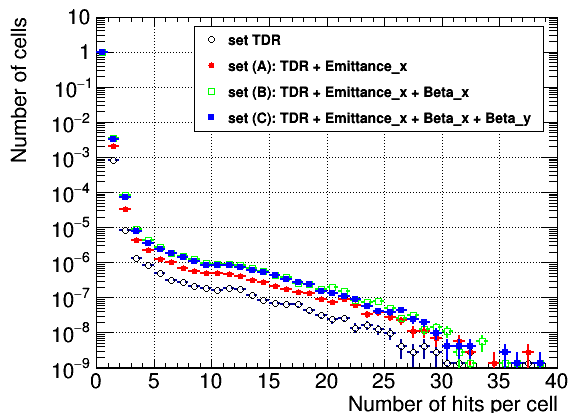 Number of cells
10
1
10⁻¹
10⁻²
10⁻³
10⁻⁴
10⁻⁵
10⁻⁶
10⁻⁷
10⁻⁸
10⁻⁹
set TDR
set (A): TDR + Emittance_x
set (B): TDR + Emittance_x + Beta_x
set (C): TDR + Emittance_x + Beta_x + Beta_y
0 5 10 15 20 25 30 35 40
Number of hits per cell